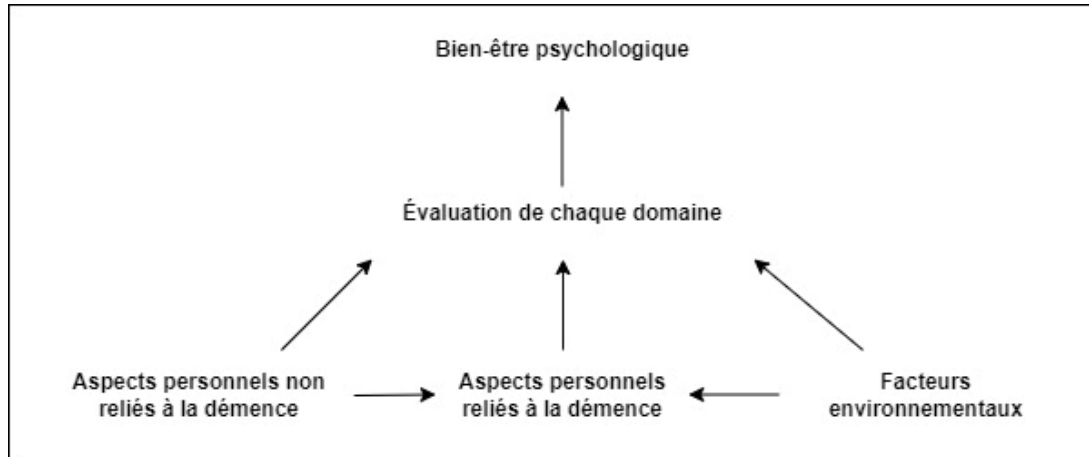 Bien-être psychologique
Évaluation de chaque domaine
Aspects personnels non
reliés à la démence
Aspects personnels
reliés à la démence
Facteurs
environnementaux